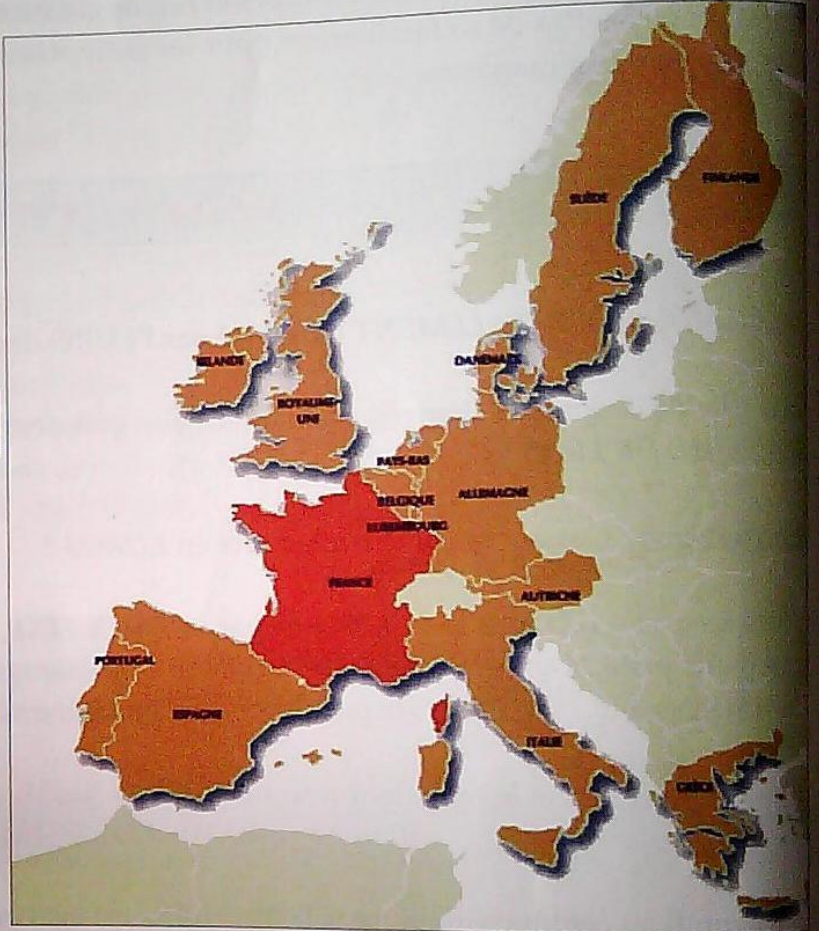 SUÈDE
FINLANDE
IRLANDE
DANEMARK
ROYAUME-
UNI
PAYS-BAS
BELGIQUE
ALLEMAGNE
LUXEMBOURG
FRANCE
AUTRICHE
PORTUGAL
ESPAGNE
ITALIE
GRÈCE